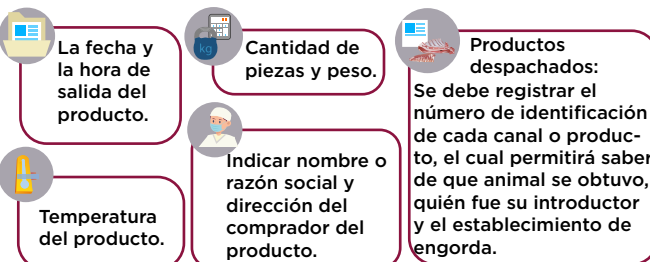 La fecha y
la hora de
salida del
producto.
Cantidad de
piezas y peso.
kg
Productos
despachados:
Se debe registrar el
número de identificación
de cada canal o produc-
to, el cual permitirá saber
de que animal se obtuvo,
quién fue su introductor
y el establecimiento de
engorda.
Temperatura
del producto.
Indicar nombre o
razón social y
dirección del
comprador del
producto.